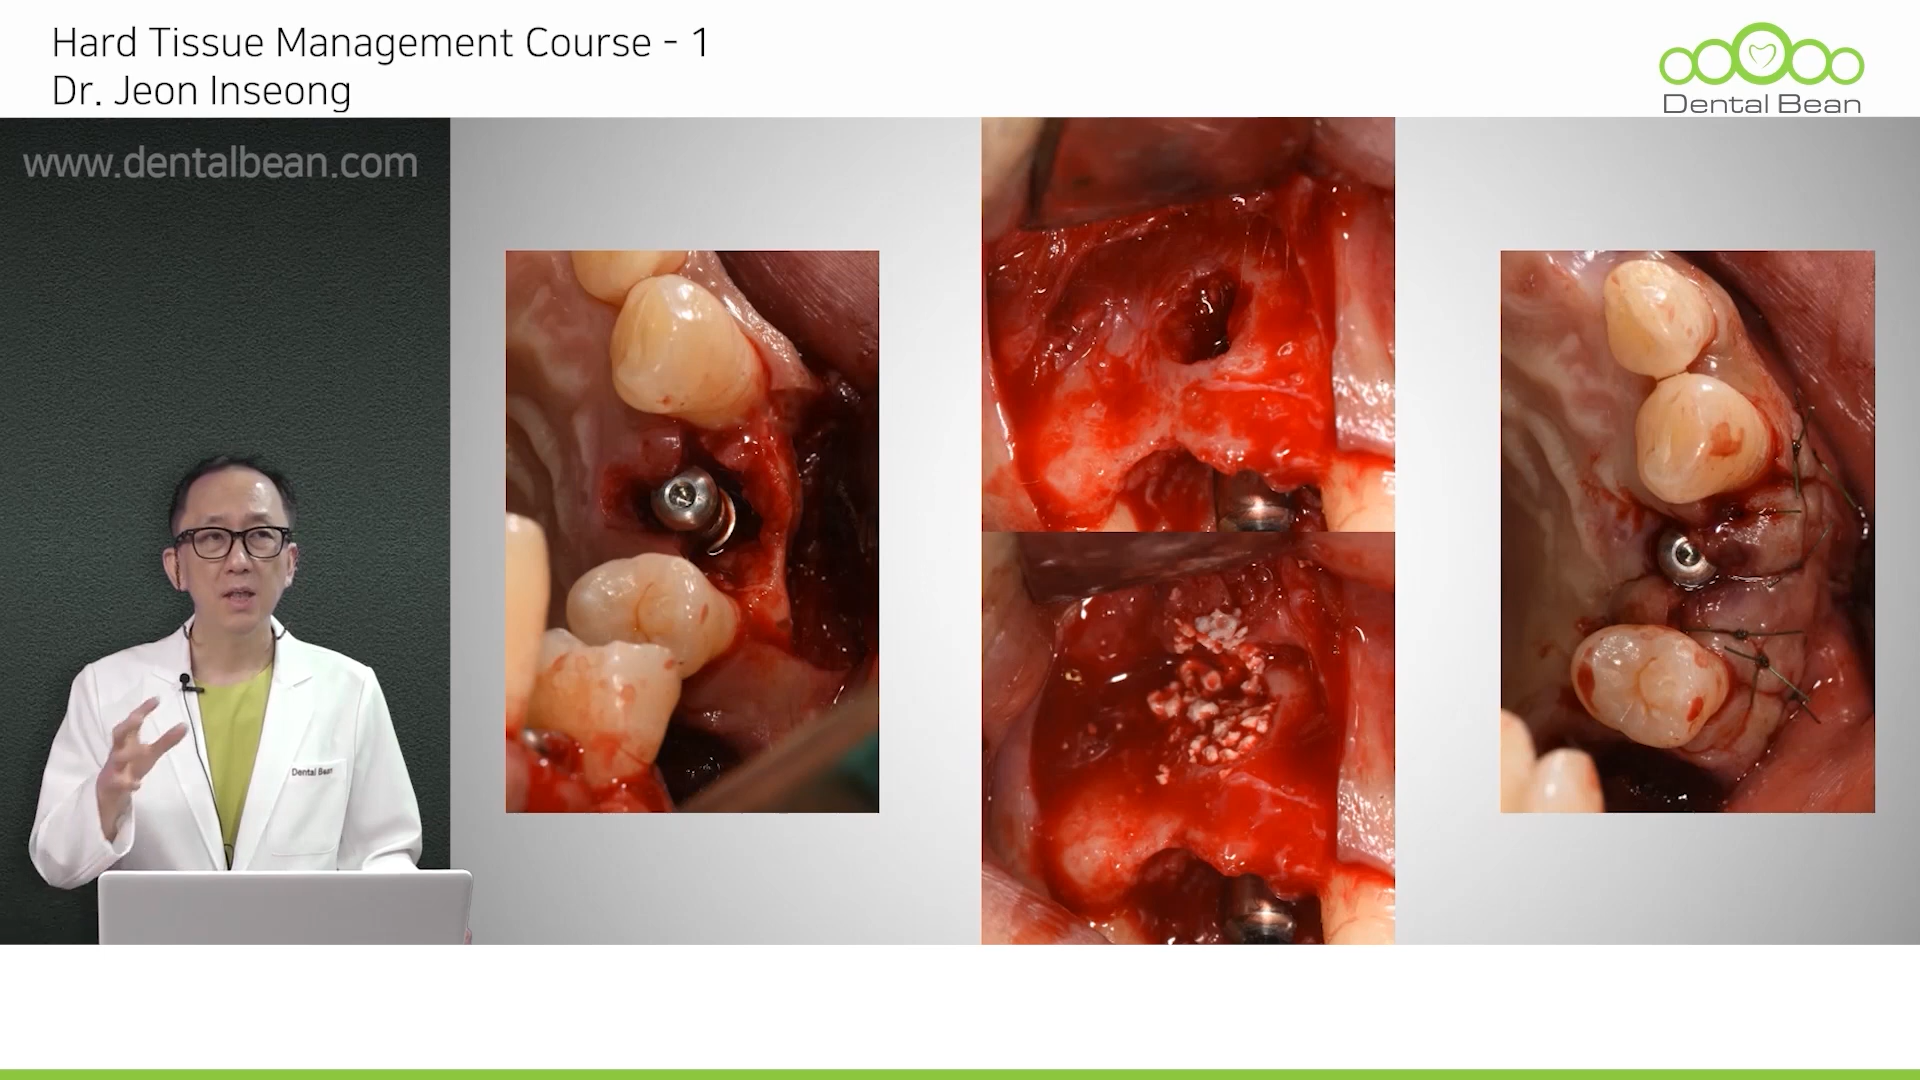 Hard Tissue Management Course - 1
Dr. Jeon Inseong
Dental Bean
www.dentalbean.com
Dental Bean